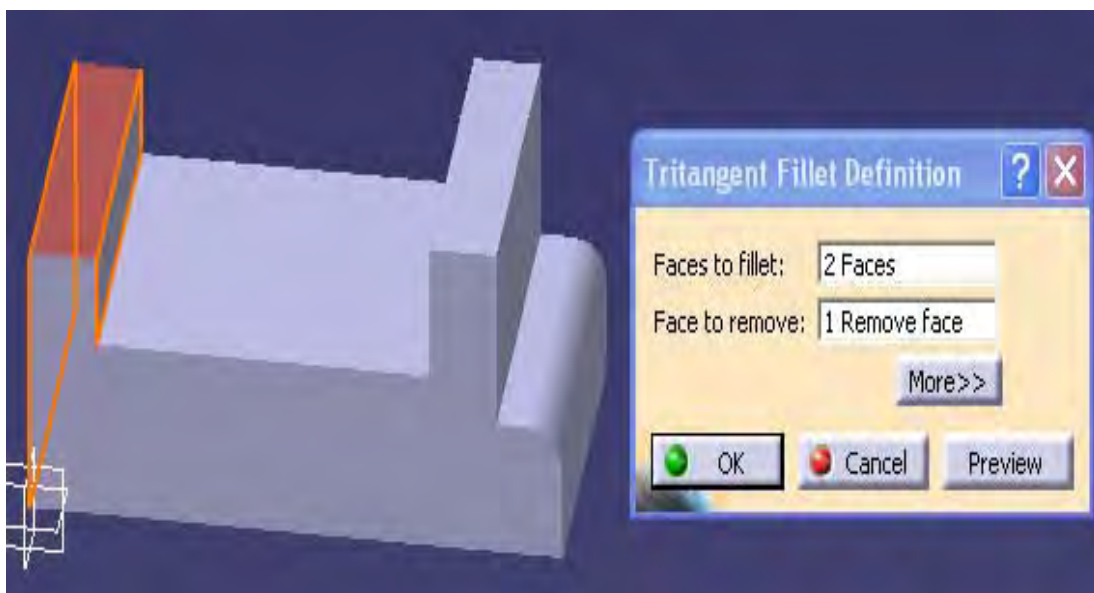 Tritangent Fillet Definition ? X
Faces to fillet: 2 Faces
Face to remove: 1 Remove face
More>>
OK Cancel Preview